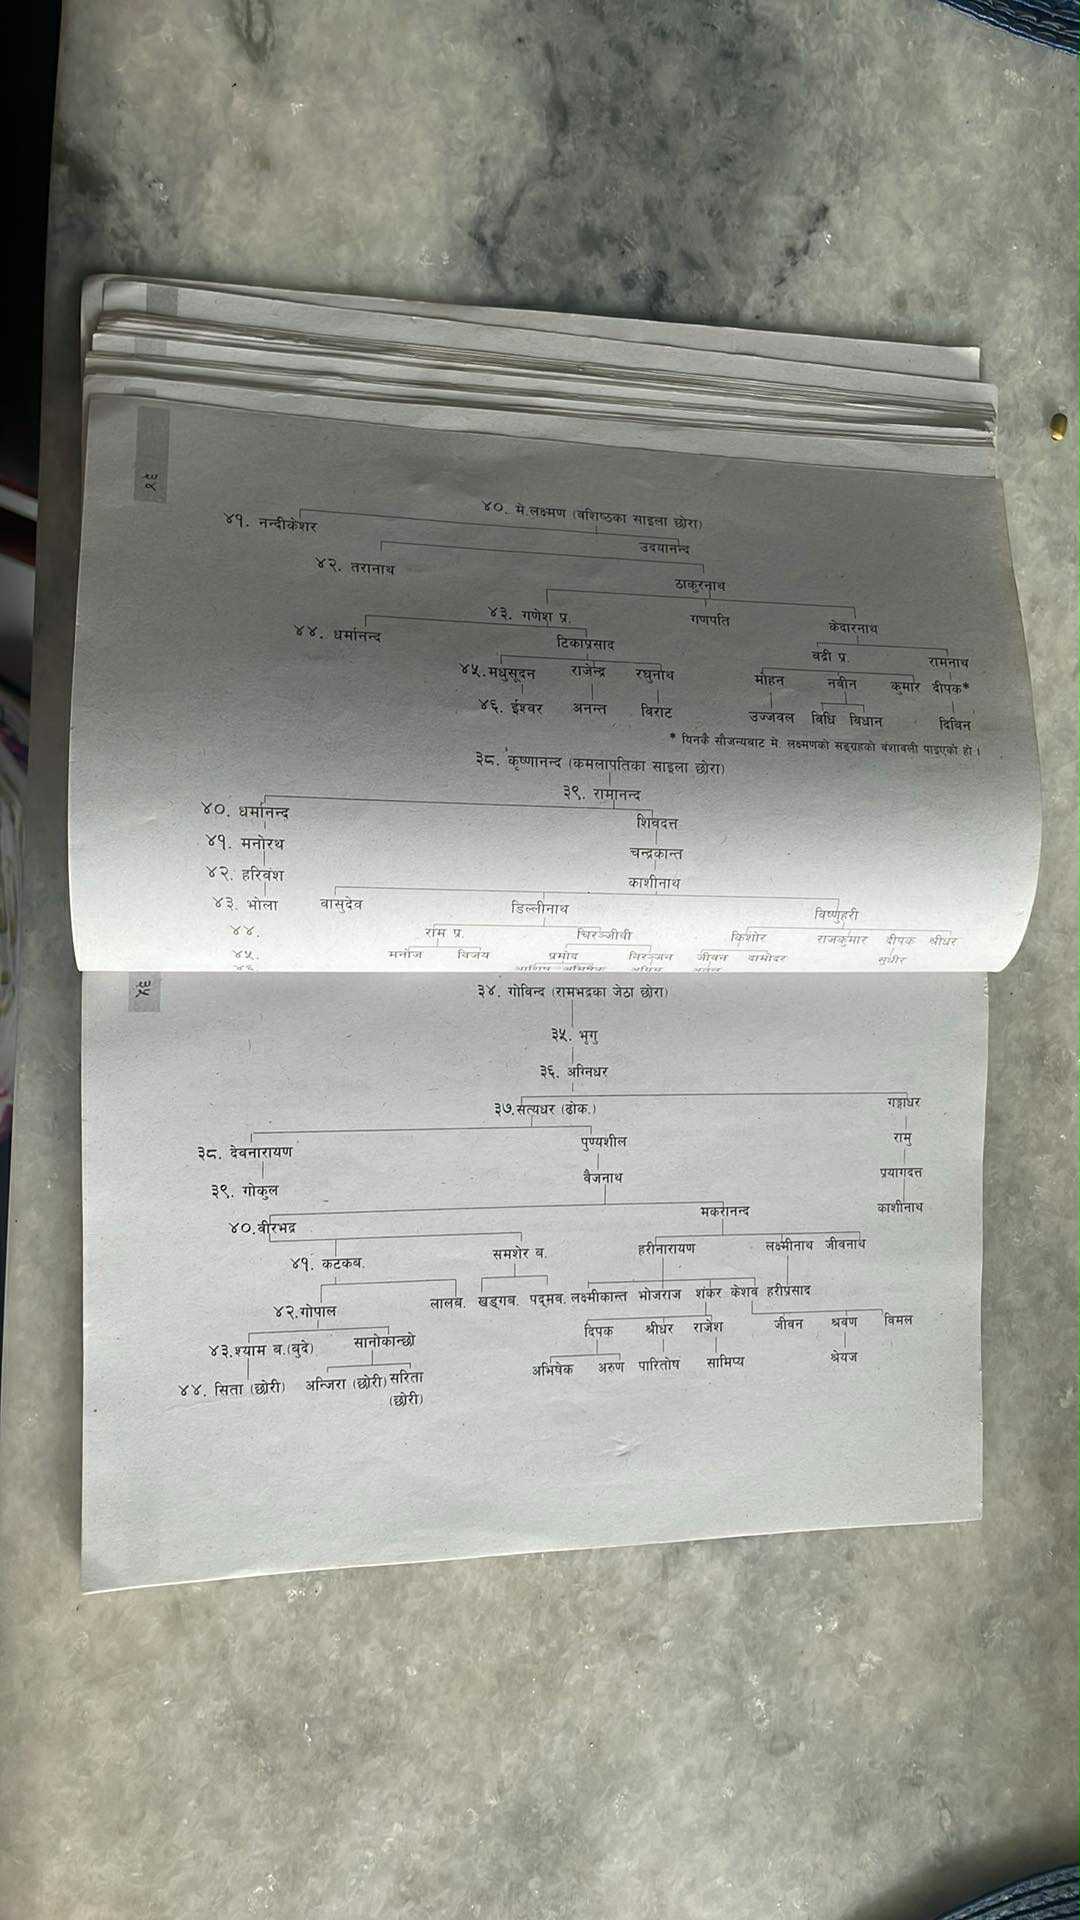 ४०. मे.लक्ष्मण (वशिष्ठका साइला छोरा)
४१. नन्दीकेशर उदयानन्द
४२. तारानाथ ठाकुरनाथ
४३. गणेश प्र. गणपति केदारनाथ
४४. धर्मानन्द टिकाप्रसाद बद्री प्र. रामनाथ
४५.मधुसूदन राजेन्द्र रघुनाथ मोहन नवीन कुमार दीपक*
४६. ईश्वर अनन्त विराट उज्जवल विधि विधान दिविन
* यिनकै सौजन्यबाट मे. लक्ष्मणको सङ्ग्रहको वंशावली पाइएको हो ।
३८. कृष्णानन्द (कमलापतिका साइला छोरा)
३९. रामानन्द
४०. धर्मानन्द शिवदत्त
४१. मनोरथ चन्द्रकान्त
४२. हरिवंश काशीनाथ
४३. भोला वासुदेव डिल्लीनाथ विष्णुहरी
४४. राम प्र. चिरञ्जीवी किशोर राजकुमार दीपक श्रीधर
४५. मनोज विजय प्रमोद निरञ्जन जीवन दामोदर सुधीर
४६.
३५
३४. गोविन्द (रामभद्रका जेठा छोरा)
३५. भृगु
३६. अग्निधर
३७.सत्यधर (ढोक.) गङ्गाधर
३८. देवनारायण पुण्यशील रामु
३९. गोकुल वैजनाथ प्रयागदत्त
४०.वीरभद्र मकरानन्द काशीनाथ
४१. कटकब. समशेर ब. हरीनारायण लक्ष्मीनाथ जीवनाथ
४२.गोपाल लालब. खड्गब. पद्मब. लक्ष्मीकान्त भोजराज शंकर केशव हरीप्रसाद
४३.श्याम ब.(बुदे) सानोकान्छो दिपक श्रीधर राजेश जीवन श्रवण विमल
४४. सिता (छोरी) अन्जिरा (छोरी) सरिता (छोरी) अभिषेक अरुण पारितोष सामिप्य श्रेयज